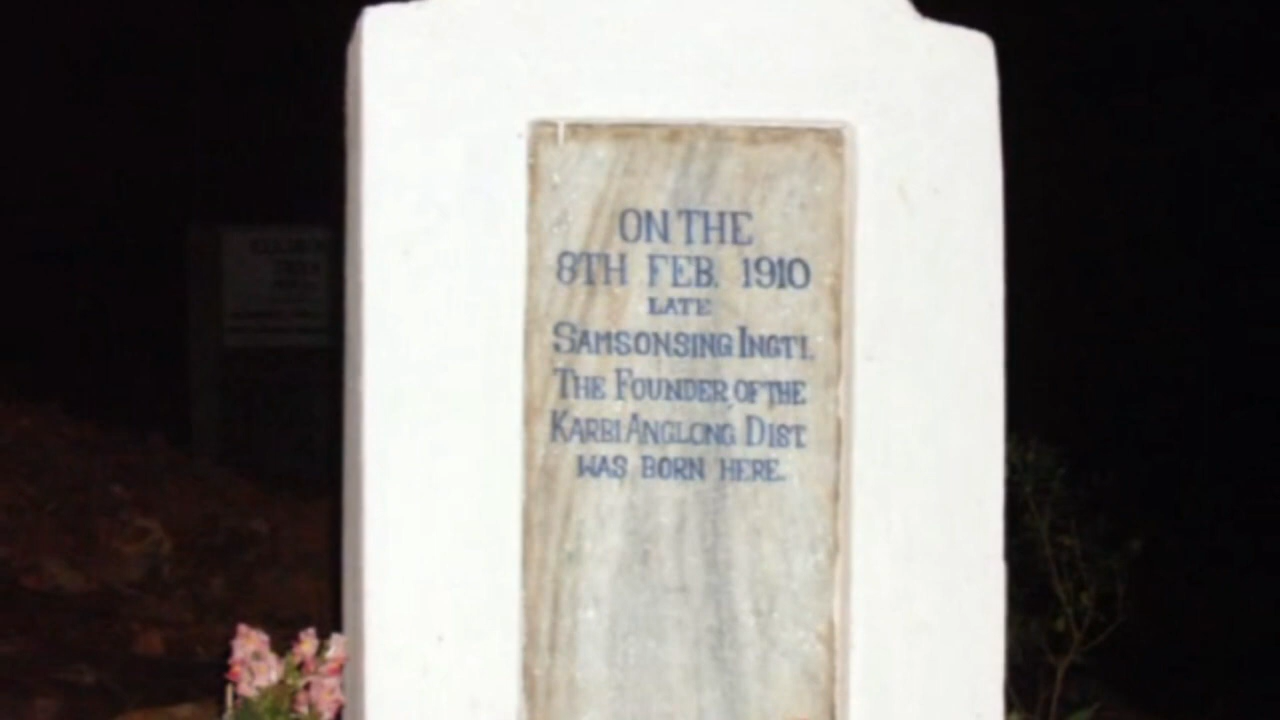 ON THE
8TH FEB. 1910
LATE
SAMSONSING INGTI.
THE FOUNDER OF THE
KARBI ANGLONG DIST.
WAS BORN HERE.